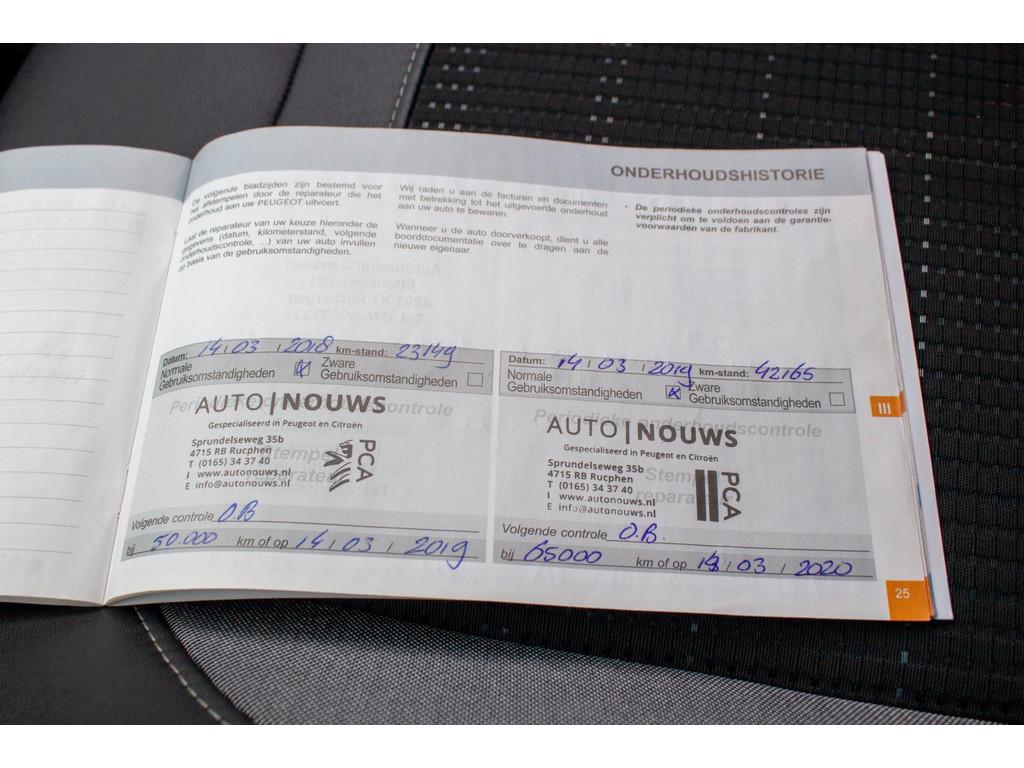 ONDERHOUDSHISTORIE
De volgende bladzijden zijn bestemd voor
het afstempelen door de reparateur die het
onderhoud aan uw PEUGEOT uitvoert.
Laat de reparateur van uw keuze hieronder de
gegevens (datum, kilometerstand, volgende
onderhoudscontrole, ...) van uw auto invullen
op basis van de gebruiksomstandigheden.
Wij raden u aan de facturen en documenten
met betrekking tot het uitgevoerde onderhoud
aan uw auto te bewaren.
Wanneer u de auto doorverkoopt, dient u alle
boorddocumentatie over te dragen aan de
nieuwe eigenaar.
• De periodieke onderhoudscontroles zijn
verplicht om te voldoen aan de garantie-
voorwaarden van de fabrikant.
Datum: 14 / 03 / 2018 km-stand: 23149
Normale Gebruiksomstandigheden x Zware Gebruiksomstandigheden
Periodieke onderhoudscontrole
AUTO|NOUWS
Gespecialiseerd in Peugeot en Citroën
Sprundelseweg 35b
4715 RB Rucphen
T (0165) 34 37 40
I www.autonouws.nl
E info@autonouws.nl
PCA
Volgende controle O.B
bij 50.000 km of op 14 / 03 / 2019
Datum: 14 / 03 / 2019 km-stand: 42165
Normale Gebruiksomstandigheden x Zware Gebruiksomstandigheden
Periodieke onderhoudscontrole
AUTO|NOUWS
Gespecialiseerd in Peugeot en Citroën
Sprundelseweg 35b
4715 RB Rucphen
T (0165) 34 37 40
I www.autonouws.nl
E info@autonouws.nl
PCA
Volgende controle O.B.
bij 65000 km of op / 03 / 2020
III
25